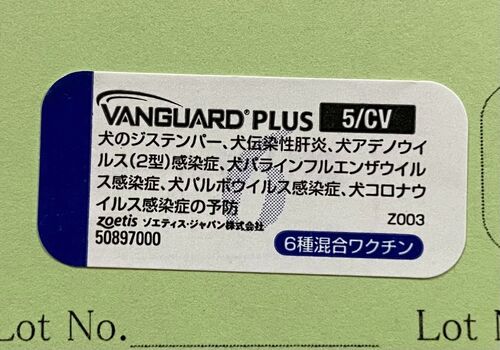 VANGUARD® PLUS 5/CV
犬のジステンパー、犬伝染性肝炎、犬アデノウイ
ルス(2型)感染症、犬パラインフルエンザウイル
ス感染症、犬パルボウイルス感染症、犬コロナウ
イルス感染症の予防
Z003
zoetis ゾエティス・ジャパン株式会社
50897000
6種混合ワクチン
6
Lot No.
Lot N